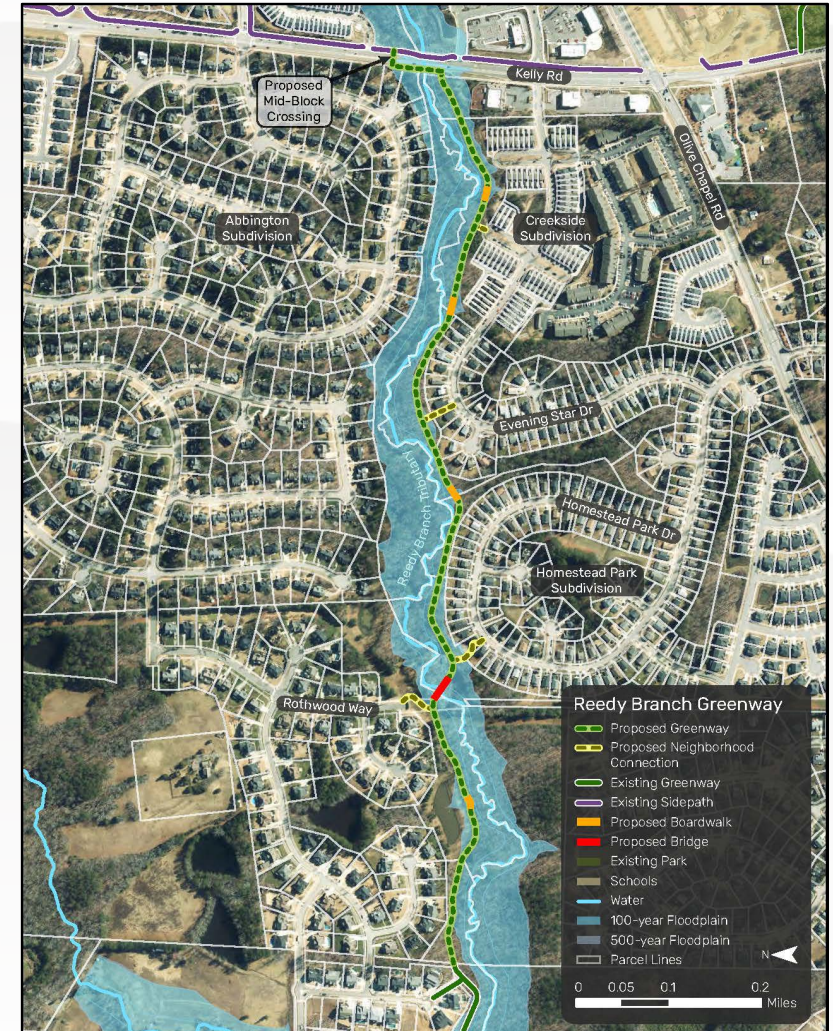 Proposed
Mid-Block
Crossing
Kelly Rd
Olive Chapel Rd
Abbington
Subdivision
Creekside
Subdivision
Evening Star Dr
Reedy Branch Tributary
Homestead Park Dr
Homestead Park
Subdivision
Rothwood Way
Reedy Branch Greenway
Proposed Greenway
Proposed Neighborhood
Connection
Existing Greenway
Existing Sidepath
Proposed Boardwalk
Proposed Bridge
Existing Park
Schools
Water
100-year Floodplain
500-year Floodplain
Parcel Lines
N
0 0.05 0.1 0.2
Miles